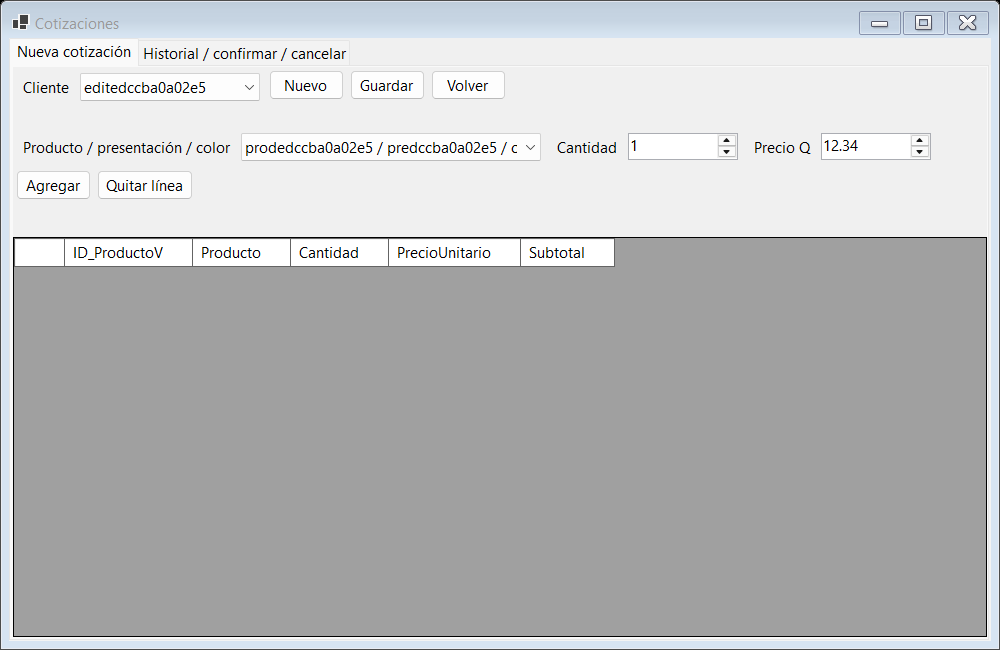 Cotizaciones
Nueva cotización Historial / confirmar / cancelar
Cliente editedccba0a02e5 Nuevo Guardar Volver
Producto / presentación / color prodedccba0a02e5 / predccba0a02e5 / c Cantidad 1 Precio Q 12.34
Agregar Quitar línea
ID_ProductoV Producto Cantidad PrecioUnitario Subtotal